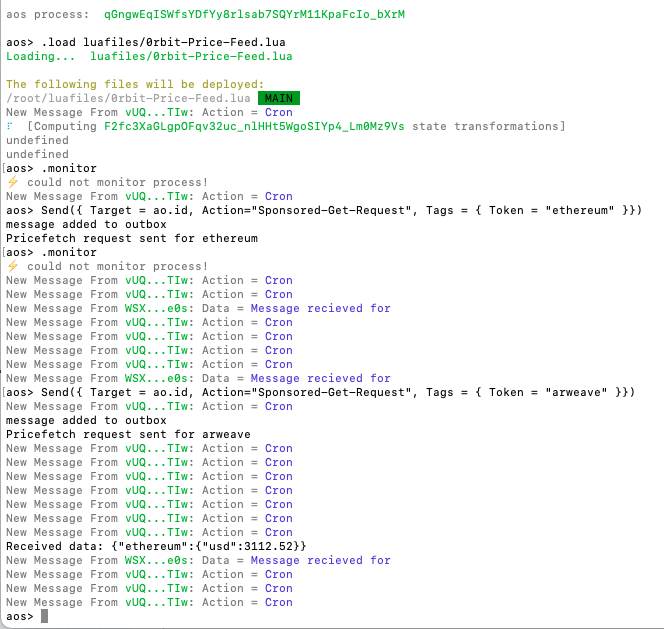 aos process:  qGngwEqISWfsYDfYy8rlsab7SQYrM11KpaFcIo_bXrM
aos> .load luafiles/0rbit-Price-Feed.lua
Loading...  luafiles/0rbit-Price-Feed.lua
The following files will be deployed:
/root/luafiles/0rbit-Price-Feed.lua  MAIN
New Message From vUQ...TIw: Action = Cron
[Computing F2fc3XaGLgpOFqv32uc_nlHHt5WgoSIYp4_Lm0Mz9Vs state transformations]
undefined
undefined
[aos> .monitor
⚡ could not monitor process!
New Message From vUQ...TIw: Action = Cron
aos> Send({ Target = ao.id, Action="Sponsored-Get-Request", Tags = { Token = "ethereum" }})
message added to outbox
Pricefetch request sent for ethereum
[aos> .monitor
⚡ could not monitor process!
New Message From vUQ...TIw: Action = Cron
New Message From vUQ...TIw: Action = Cron
New Message From WSX...e0s: Data = Message recieved for
New Message From vUQ...TIw: Action = Cron
New Message From vUQ...TIw: Action = Cron
New Message From vUQ...TIw: Action = Cron
New Message From vUQ...TIw: Action = Cron
New Message From WSX...e0s: Data = Message recieved for
[aos> Send({ Target = ao.id, Action="Sponsored-Get-Request", Tags = { Token = "arweave" }})
New Message From vUQ...TIw: Action = Cron
message added to outbox
Pricefetch request sent for arweave
New Message From vUQ...TIw: Action = Cron
New Message From vUQ...TIw: Action = Cron
New Message From vUQ...TIw: Action = Cron
New Message From vUQ...TIw: Action = Cron
New Message From vUQ...TIw: Action = Cron
New Message From vUQ...TIw: Action = Cron
New Message From vUQ...TIw: Action = Cron
Received data: {"ethereum":{"usd":3112.52}}
New Message From WSX...e0s: Data = Message recieved for
New Message From vUQ...TIw: Action = Cron
New Message From vUQ...TIw: Action = Cron
New Message From vUQ...TIw: Action = Cron
aos>